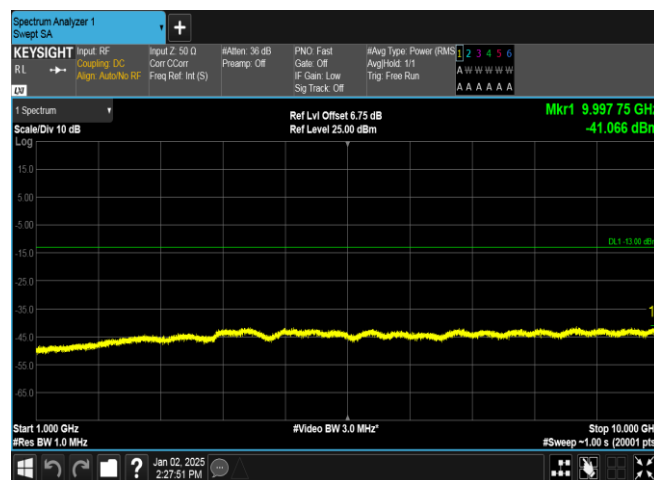 Spectrum Analyzer 1
Swept SA
+
KEYSIGHT
R L
LXI
Input: RF
Coupling: DC
Align: Auto/No RF
Input Z: 50 Ω
Corr CCorr
Freq Ref: Int (S)
#Atten: 36 dB
Preamp: Off
PNO: Fast
Gate: Off
IF Gain: Low
Sig Track: Off
#Avg Type: Power (RMS
Avg|Hold: 1/1
Trig: Free Run
1 2 3 4 5 6
A W W W W W
A A A A A A
1 Spectrum
Scale/Div 10 dB
Log
Ref Lvl Offset 6.75 dB
Ref Level 25.00 dBm
Mkr1 9.997 75 GHz
-41.066 dBm
15.0
5.00
-5.00
DL1 -13.00 dBm
-15.0
-25.0
-35.0
1
-45.0
-55.0
-65.0
Start 1.000 GHz
#Res BW 1.0 MHz
#Video BW 3.0 MHz*
Stop 10.000 GHz
#Sweep ~1.00 s (20001 pts
?
Jan 02, 2025
2:27:51 PM